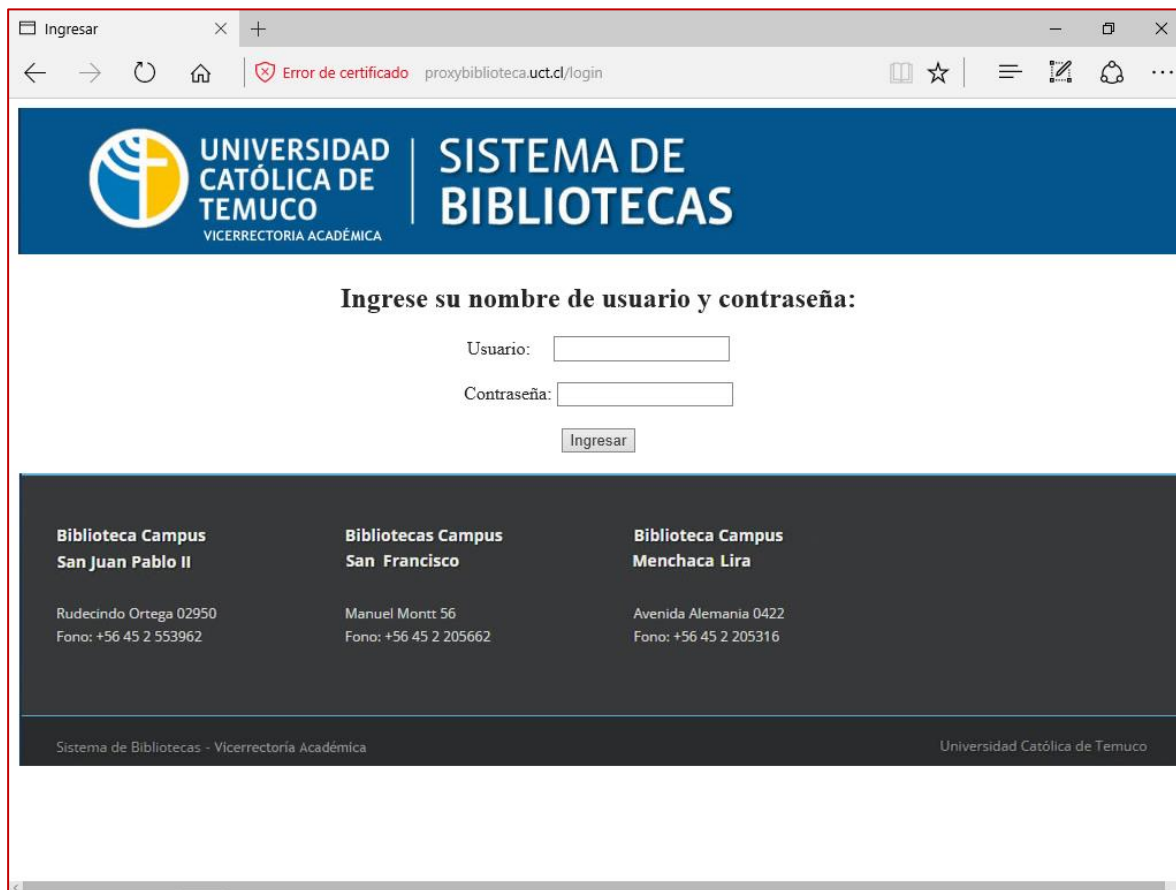 Ingresar
Error de certificado proxybiblioteca.uct.cl/login
UNIVERSIDAD
CATÓLICA DE
TEMUCO
VICERRECTORIA ACADÉMICA
SISTEMA DE
BIBLIOTECAS
Ingrese su nombre de usuario y contraseña:
Usuario:
Contraseña:
Ingresar
Biblioteca Campus
San Juan Pablo II
Rudecindo Ortega 02950
Fono: +56 45 2 553962
Bibliotecas Campus
San Francisco
Manuel Montt 56
Fono: +56 45 2 205662
Biblioteca Campus
Menchaca Lira
Avenida Alemania 0422
Fono: +56 45 2 205316
Sistema de Bibliotecas - Vicerrectoría Académica
Universidad Católica de Temuco